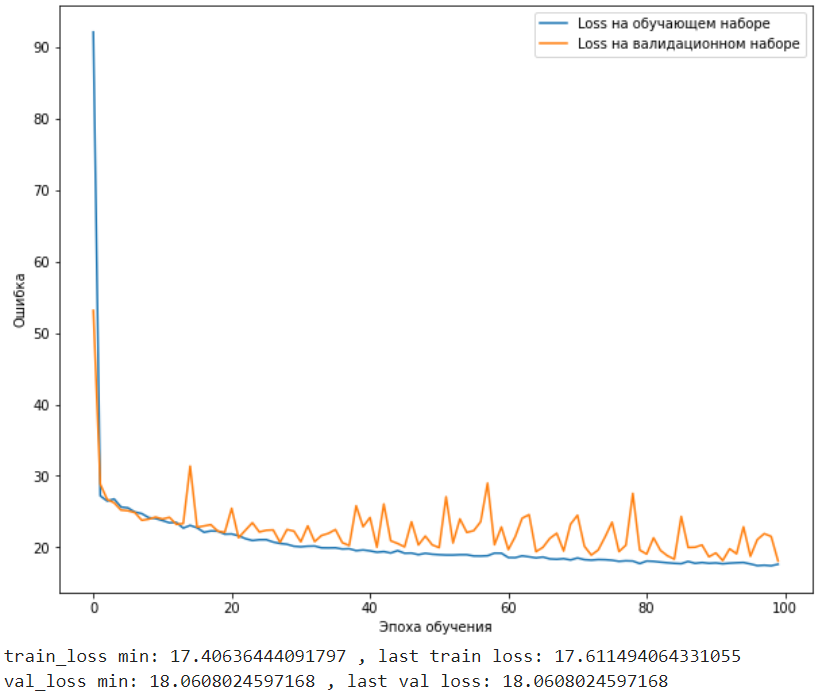 Loss на обучающем наборе
Loss на валидационном наборе
90
80
70
60
50
40
30
20
Ошибка
0 20 40 60 80 100
Эпоха обучения
train_loss min: 17.40636444091797 , last train loss: 17.611494064331055
val_loss min: 18.0608024597168 , last val loss: 18.0608024597168